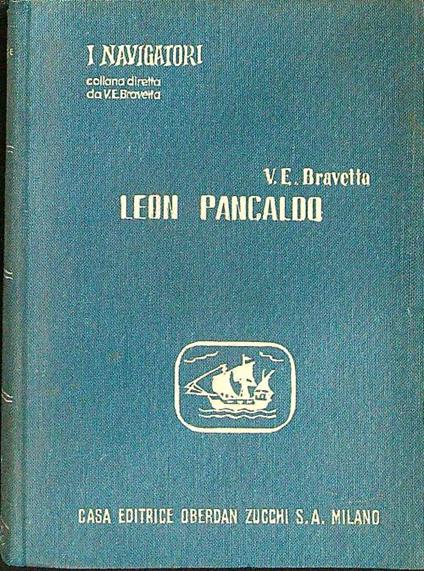 I NAVIGATORI
collana diretta
da V.E.Bravetta
V. E. Bravetta
LEON PANCALDO
CASA EDITRICE OBERDAN ZUCCHI S.A. MILANO